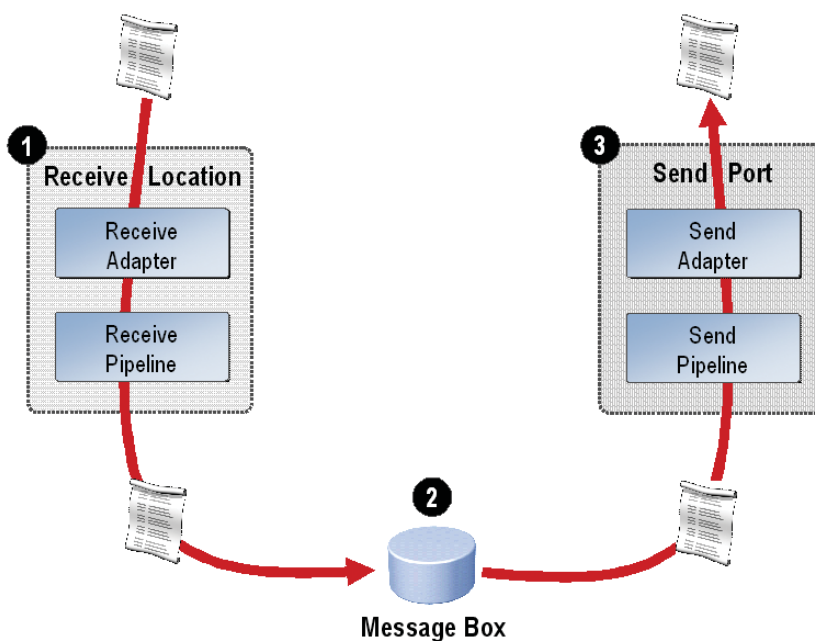 1
Receive Location
Receive
Adapter
Receive
Pipeline
2
Message Box
3
Send Port
Send
Adapter
Send
Pipeline